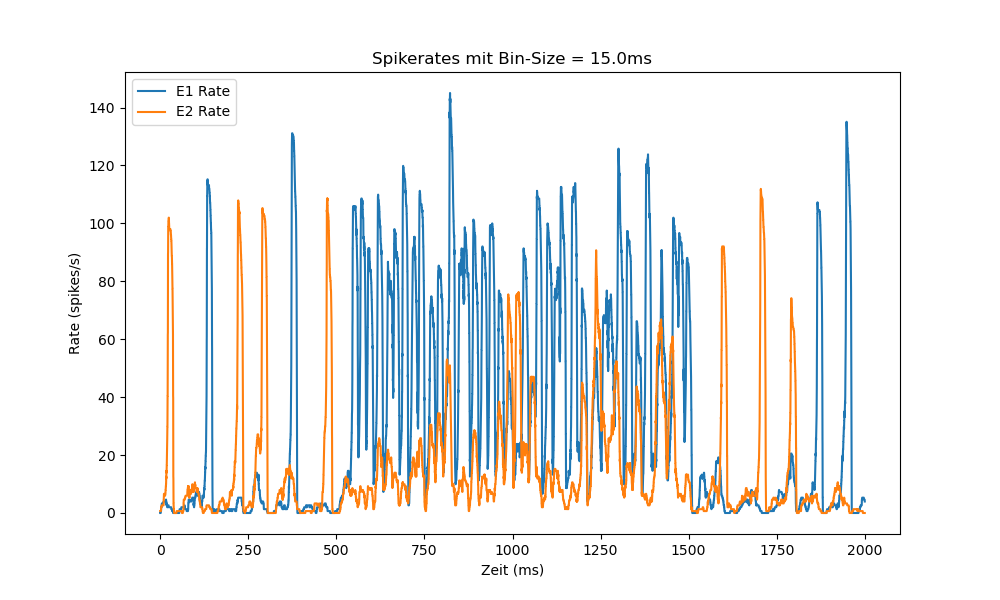 Spikerates mit Bin-Size = 15.0ms
E1 Rate
E2 Rate
Rate (spikes/s)
140
120
100
80
60
40
20
0
0 250 500 750 1000 1250 1500 1750 2000
Zeit (ms)